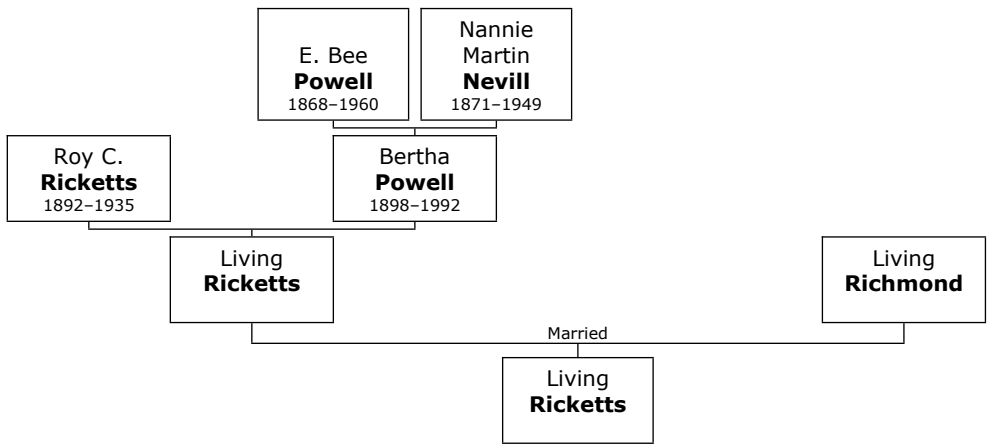 E. Bee
Powell
1868–1960
Nannie
Martin
Nevill
1871–1949
Roy C.
Ricketts
1892–1935
Bertha
Powell
1898–1992
Living
Ricketts
Living
Richmond
Married
Living
Ricketts